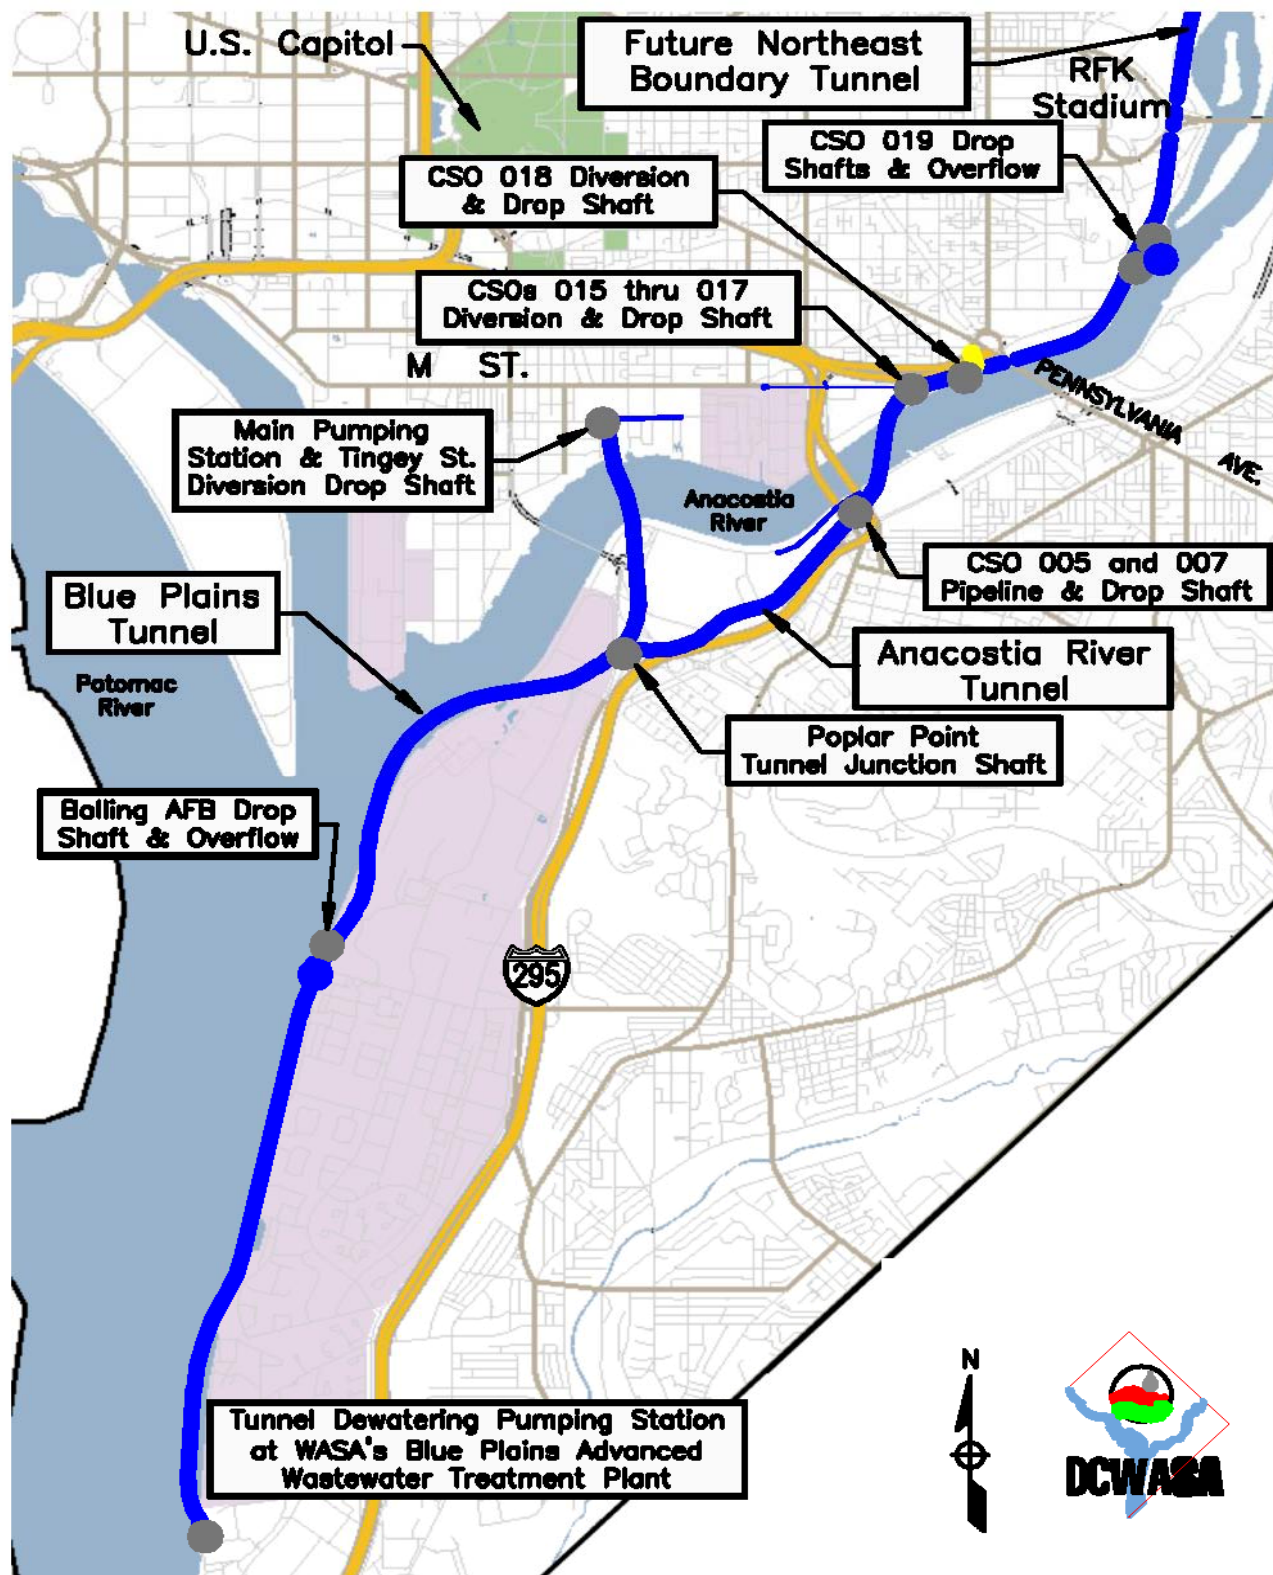 U.S. Capitol
Future Northeast
Boundary Tunnel
RFK
Stadium
CSO 019 Drop
Shafts & Overflow
CSO 018 Diversion
& Drop Shaft
CSOs 015 thru 017
Diversion & Drop Shaft
M ST.
PENNSYLVANIA
AVE.
Main Pumping
Station & Tingey St.
Diversion Drop Shaft
Anacostia
River
CSO 005 and 007
Pipeline & Drop Shaft
Blue Plains
Tunnel
Anacostia River
Tunnel
Potomac
River
Poplar Point
Tunnel Junction Shaft
Bolling AFB Drop
Shaft & Overflow
295
Tunnel Dewatering Pumping Station
at WASA's Blue Plains Advanced
Wastewater Treatment Plant
N
DCWASA